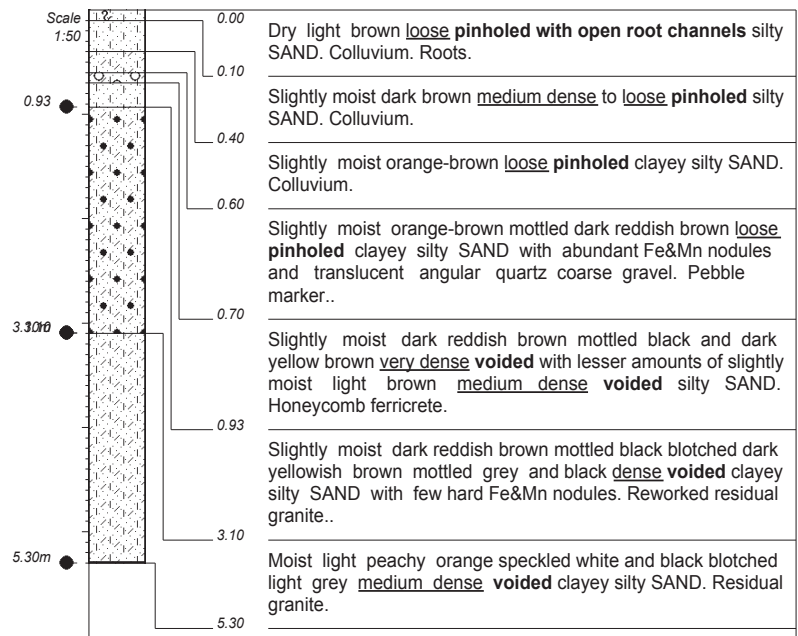 Scale
1:50
0.00
Dry light brown loose pinholed with open root channels silty
SAND. Colluvium. Roots.
0.10
0.93
Slightly moist dark brown medium dense to loose pinholed silty
SAND. Colluvium.
0.40
Slightly moist orange-brown loose pinholed clayey silty SAND.
Colluvium.
0.60
Slightly moist orange-brown mottled dark reddish brown loose
pinholed clayey silty SAND with abundant Fe&Mn nodules
and translucent angular quartz coarse gravel. Pebble
marker..
0.70
Slightly moist dark reddish brown mottled black and dark
yellow brown very dense voided with lesser amounts of slightly
moist light brown medium dense voided silty SAND.
Honeycomb ferricrete.
0.93
Slightly moist dark reddish brown mottled black blotched dark
yellowish brown mottled grey and black dense voided clayey
silty SAND with few hard Fe&Mn nodules. Reworked residual
granite..
3.10
5.30m
Moist light peachy orange speckled white and black blotched
light grey medium dense voided clayey silty SAND. Residual
granite.
5.30